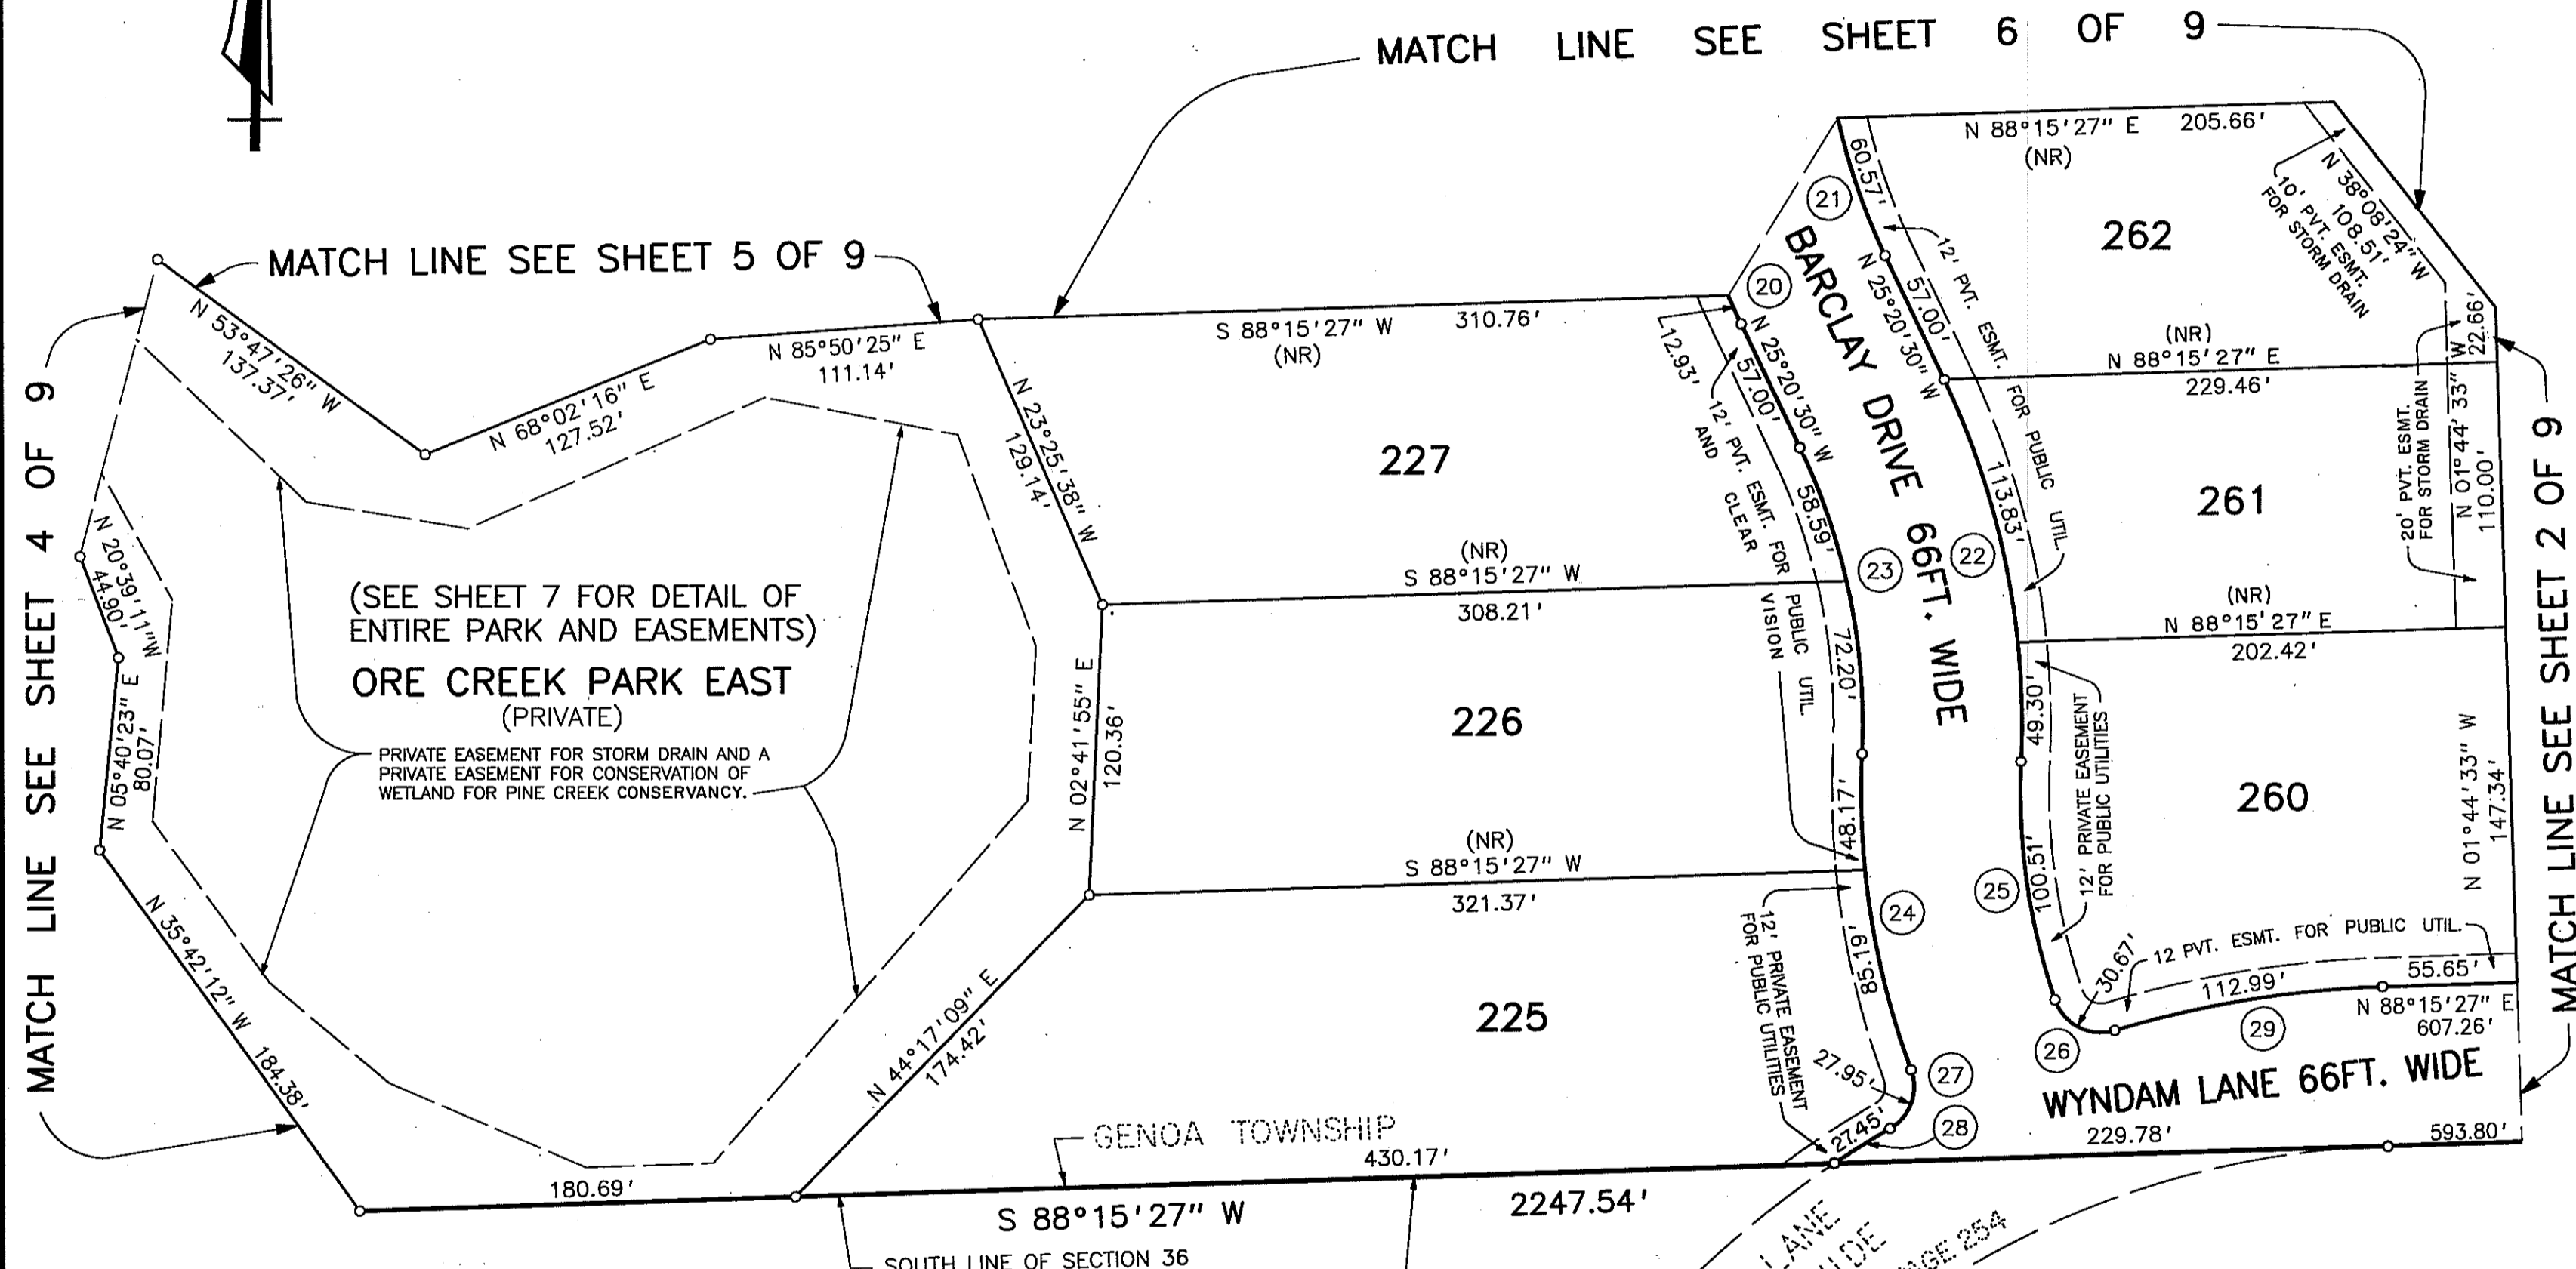 MATCH LINE SEE SHEET 6 OF 9
MATCH LINE SEE SHEET 5 OF 9
MATCH LINE SEE SHEET 4 OF 9
MATCH LINE SEE SHEET 2 OF 9
N 53°47'26" W
137.37'
N 68°02'16" E
127.52'
N 85°50'25" E
111.14'
N 20°39'11" W
44.90'
N 05°40'23" E
80.07'
N 35°42'12" W 184.38'
(SEE SHEET 7 FOR DETAIL OF
ENTIRE PARK AND EASEMENTS)
ORE CREEK PARK EAST
(PRIVATE)
PRIVATE EASEMENT FOR STORM DRAIN AND A
PRIVATE EASEMENT FOR CONSERVATION OF
WETLAND FOR PINE CREEK CONSERVANCY.
N 23°25'38" W
129.14'
N 02°41'55" E
120.36'
N 44°17'09" E
174.42'
S 88°15'27" W 310.76'
(NR)
227
(NR)
S 88°15'27" W
308.21'
226
(NR)
S 88°15'27" W
321.37'
225
20
12.93'
N 25°20'30" W
57.00'
12' PVT. ESMT. FOR PUBLIC UTIL.
AND CLEAR VISION
58.59'
23
72.20'
48.17'
24
85.19'
12' PRIVATE EASEMENT
FOR PUBLIC UTILITIES
27.95'
27
27.45'
28
BARCLAY DRIVE 66FT. WIDE
21
60.57'
N 25°20'30" W
57.00'
12' PVT. ESMT. FOR PUBLIC UTIL.
22
113.83'
49.30'
25
100.51'
12' PRIVATE EASEMENT
FOR PUBLIC UTILITIES
26
30.67'
N 88°15'27" E 205.66'
(NR)
N 38°08'24" W
108.51'
10' PVT. ESMT.
FOR STORM DRAIN
262
22.66'
(NR)
N 88°15'27" E
229.46'
20' PVT. ESMT.
FOR STORM DRAIN
N 01°44'33" W
110.00'
261
(NR)
N 88°15'27" E
202.42'
260
N 01°44'33" W
147.34'
12 PVT. ESMT. FOR PUBLIC UTIL.
112.99'
55.65'
29
N 88°15'27" E
607.26'
WYNDAM LANE 66FT. WIDE
229.78'
593.80'
GENOA TOWNSHIP
430.17'
180.69'
S 88°15'27" W
2247.54'
SOUTH LINE OF SECTION 36
LANE
PAGE 254